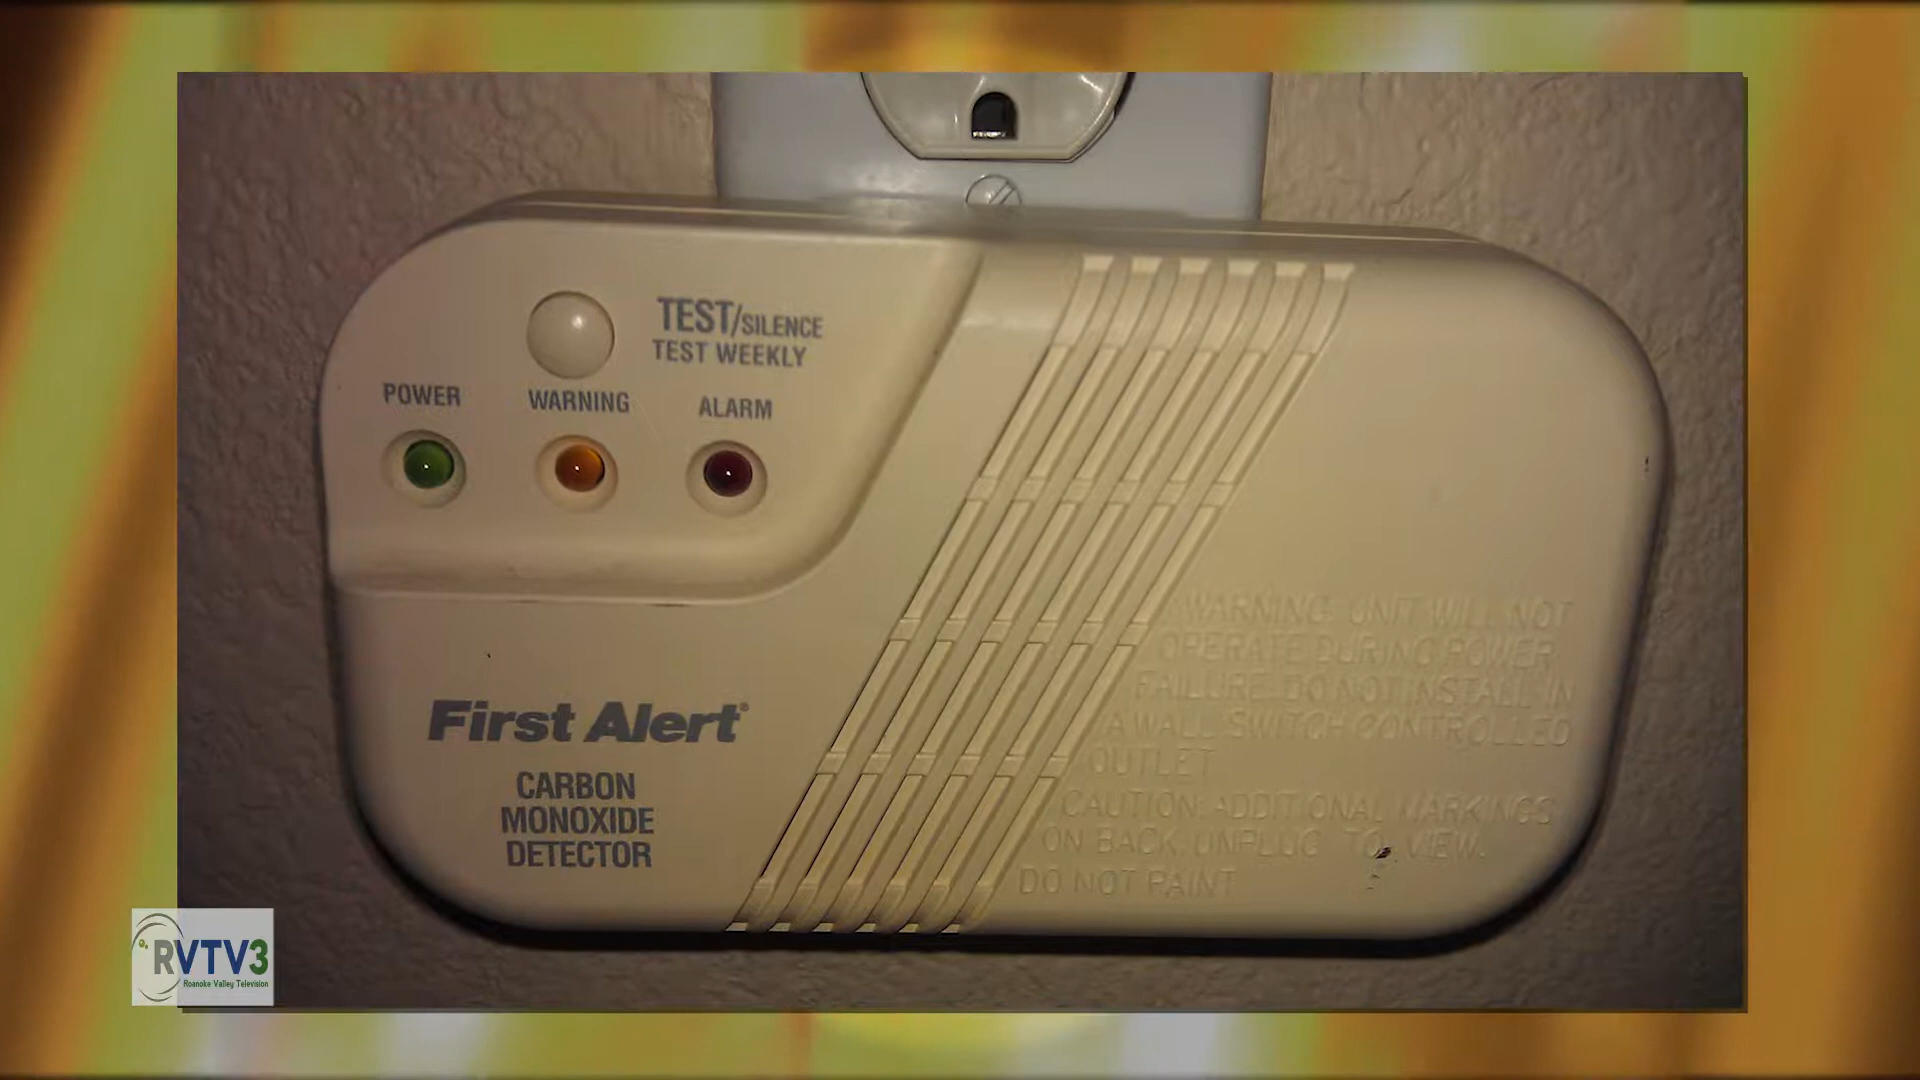 TEST/SILENCE
TEST WEEKLY
POWER
WARNING
ALARM
First Alert®
CARBON
MONOXIDE
DETECTOR
WARNING: UNIT WILL NOT
OPERATE DURING POWER
FAILURE. DO NOT INSTALL IN
A WALL SWITCH CONTROLLED
OUTLET
CAUTION: ADDITIONAL MARKINGS
ON BACK. UNPLUG TO VIEW.
DO NOT PAINT
RVTV3
Roanoke Valley Television